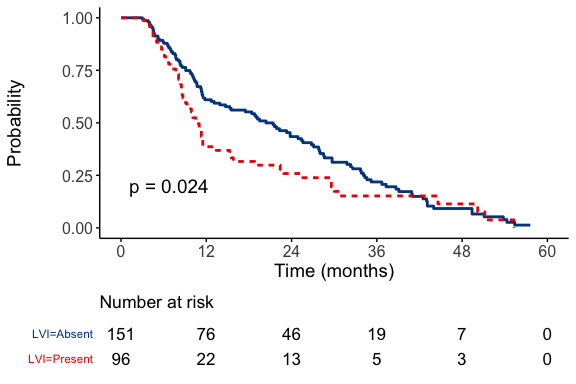 1.00
0.75
0.50
0.25
0.00
Probability
p = 0.024
0 12 24 36 48 60
Time (months)
Number at risk
LVI=Absent 151 76 46 19 7 0
LVI=Present 96 22 13 5 3 0